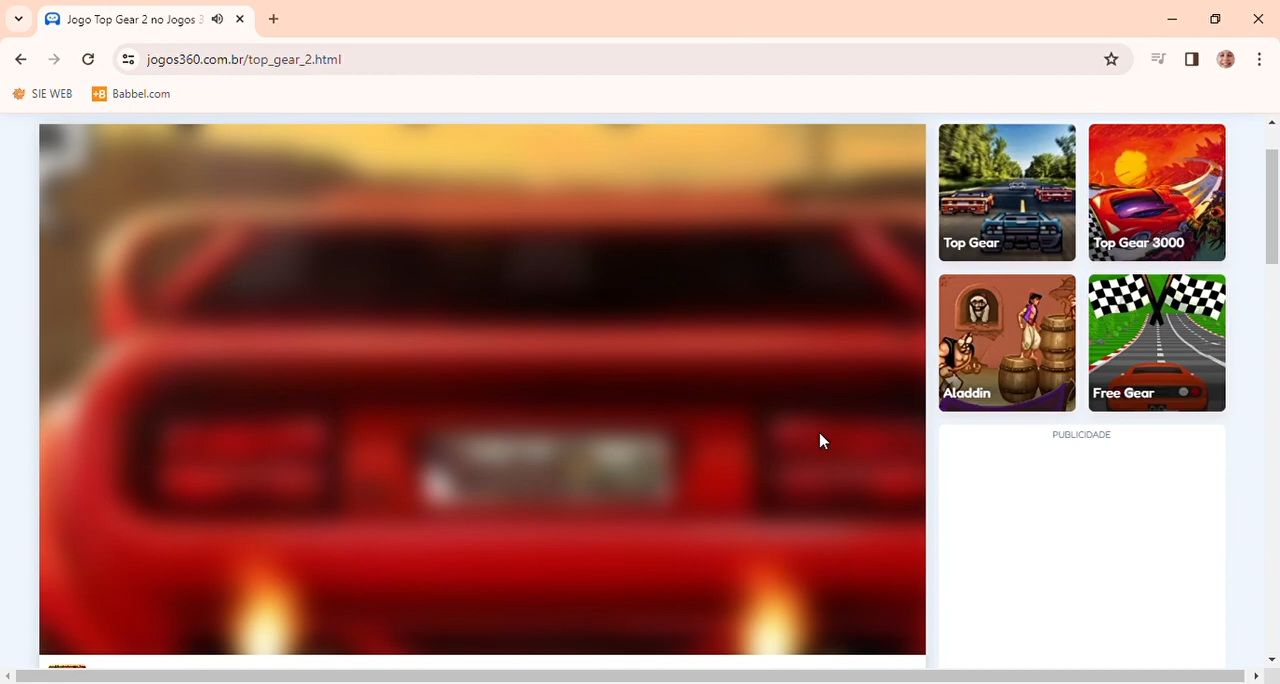 Jogo Top Gear 2 no Jogos 3
jogos360.com.br/top_gear_2.html
SIE WEB
+B Babbel.com
Top Gear
Top Gear 3000
Aladdin
Free Gear
PUBLICIDADE